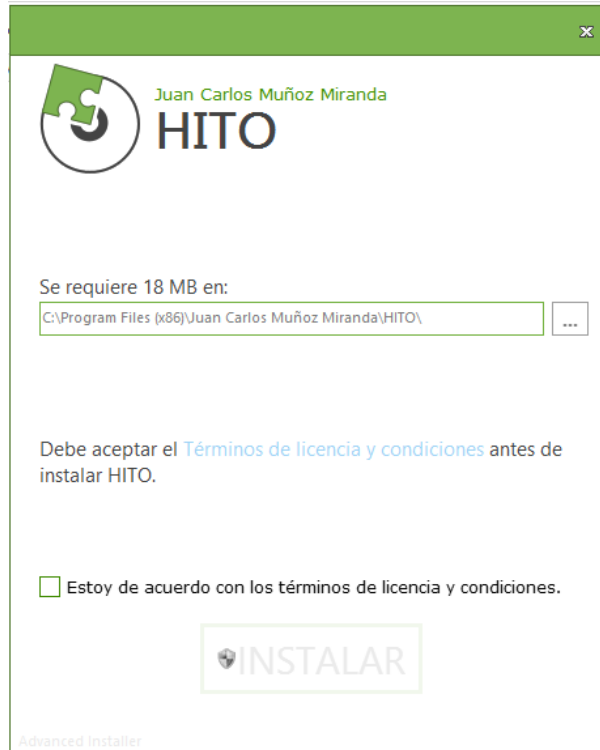 Juan Carlos Muñoz Miranda
HITO
Se requiere 18 MB en:
C:\Program Files (x86)\Juan Carlos Muñoz Miranda\HITO\
...
Debe aceptar el Términos de licencia y condiciones antes de
instalar HITO.
Estoy de acuerdo con los términos de licencia y condiciones.
INSTALAR
Advanced Installer